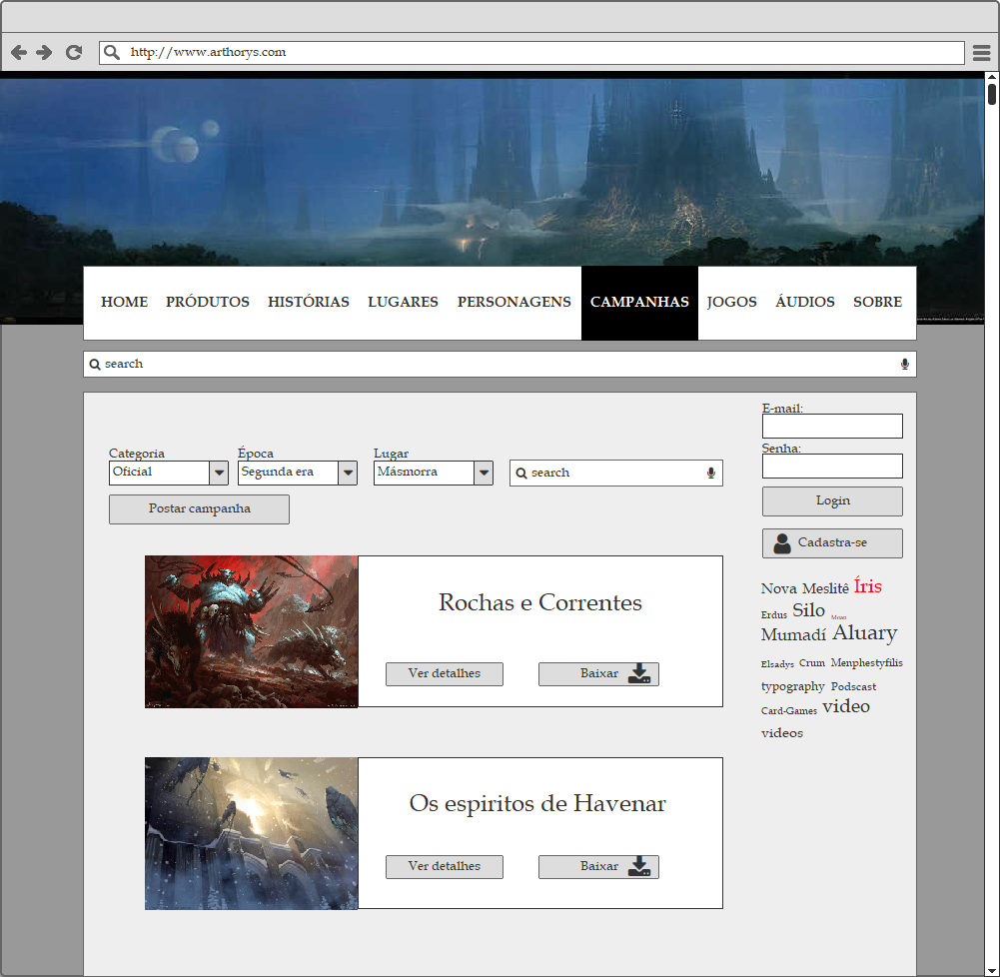 http://www.arthorys.com
HOME PRÓDUTOS HISTÓRIAS LUGARES PERSONAGENS CAMPANHAS JOGOS ÁUDIOS SOBRE
search
E-mail:
Senha:
Login
Cadastra-se
Categoria Época Lugar
Oficial Segunda era Másmorra search
Postar campanha
Rochas e Correntes
Ver detalhes Baixar
Os espiritos de Havenar
Ver detalhes Baixar
Nova Meslitê Íris
Erdus Silo
Mumadí Aluary
Elsadys Crum Menphestyfilis
typography Podscast
Card-Games video
videos